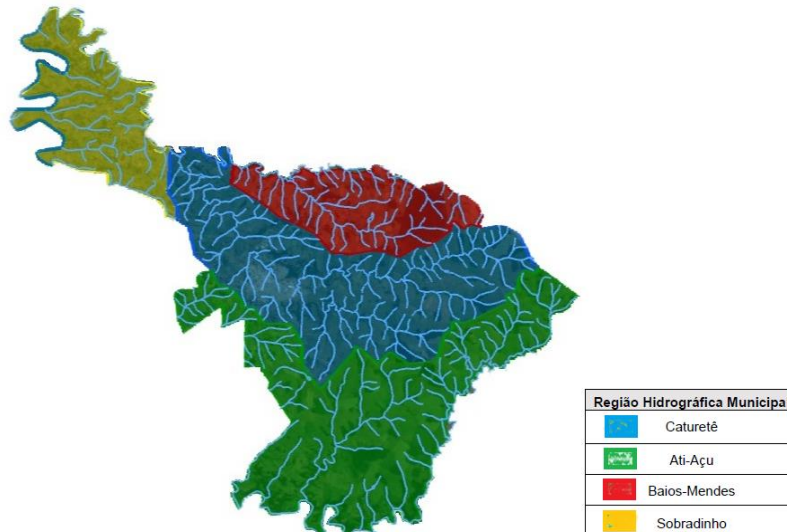 Região Hidrográfica Municipa
Caturetê
Ati-Açu
Baios-Mendes
Sobradinho